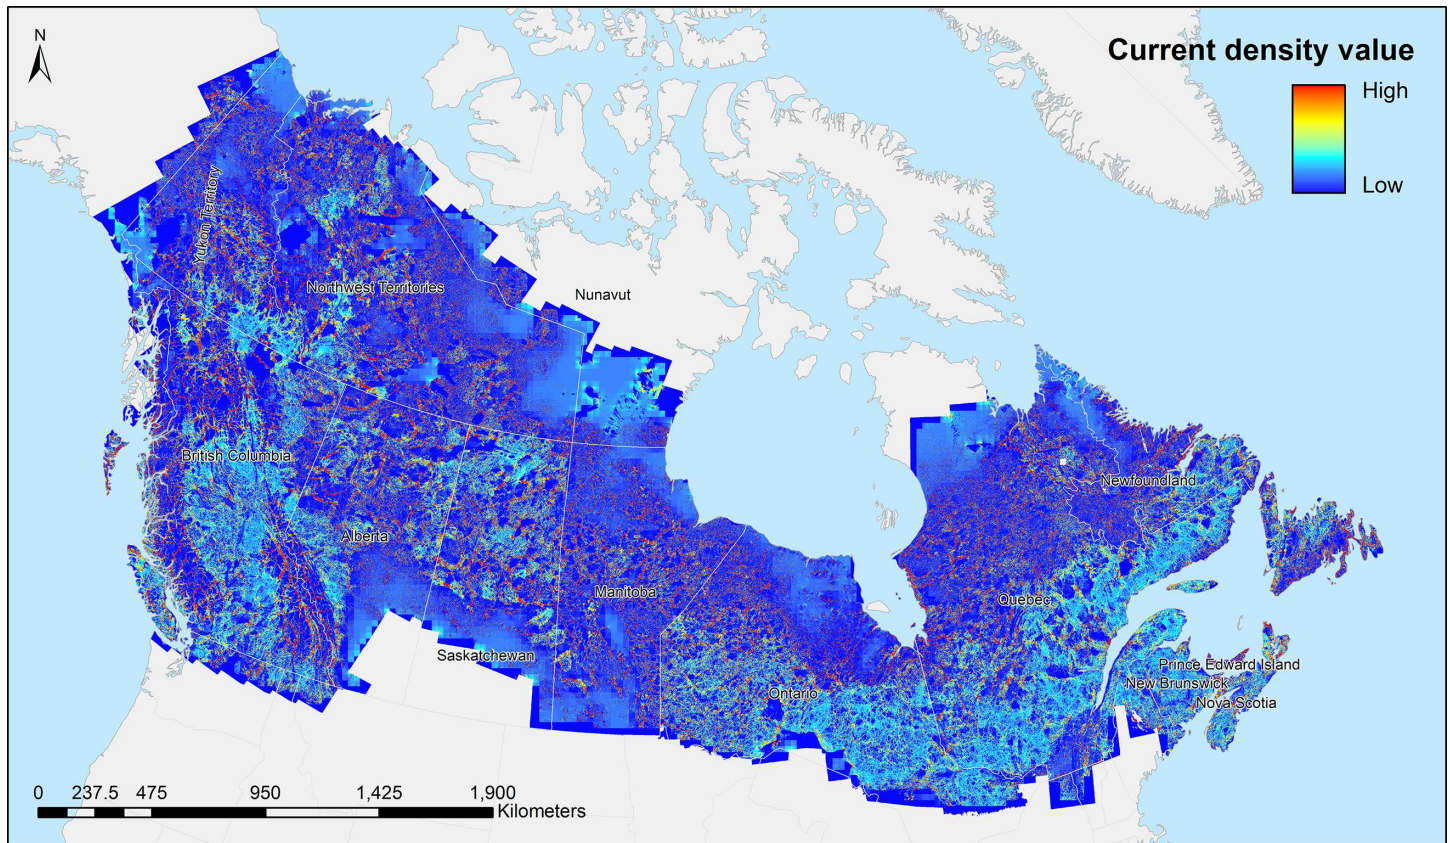 N
Current density value
High
Low
Yukon Territory
Northwest Territories
Nunavut
British Columbia
Newfoundland
Alberta
Manitoba
Quebec
Saskatchewan
Prince Edward Island
New Brunswick
Ontario
Nova Scotia
0 237.5 475 950 1,425 1,900
Kilometers